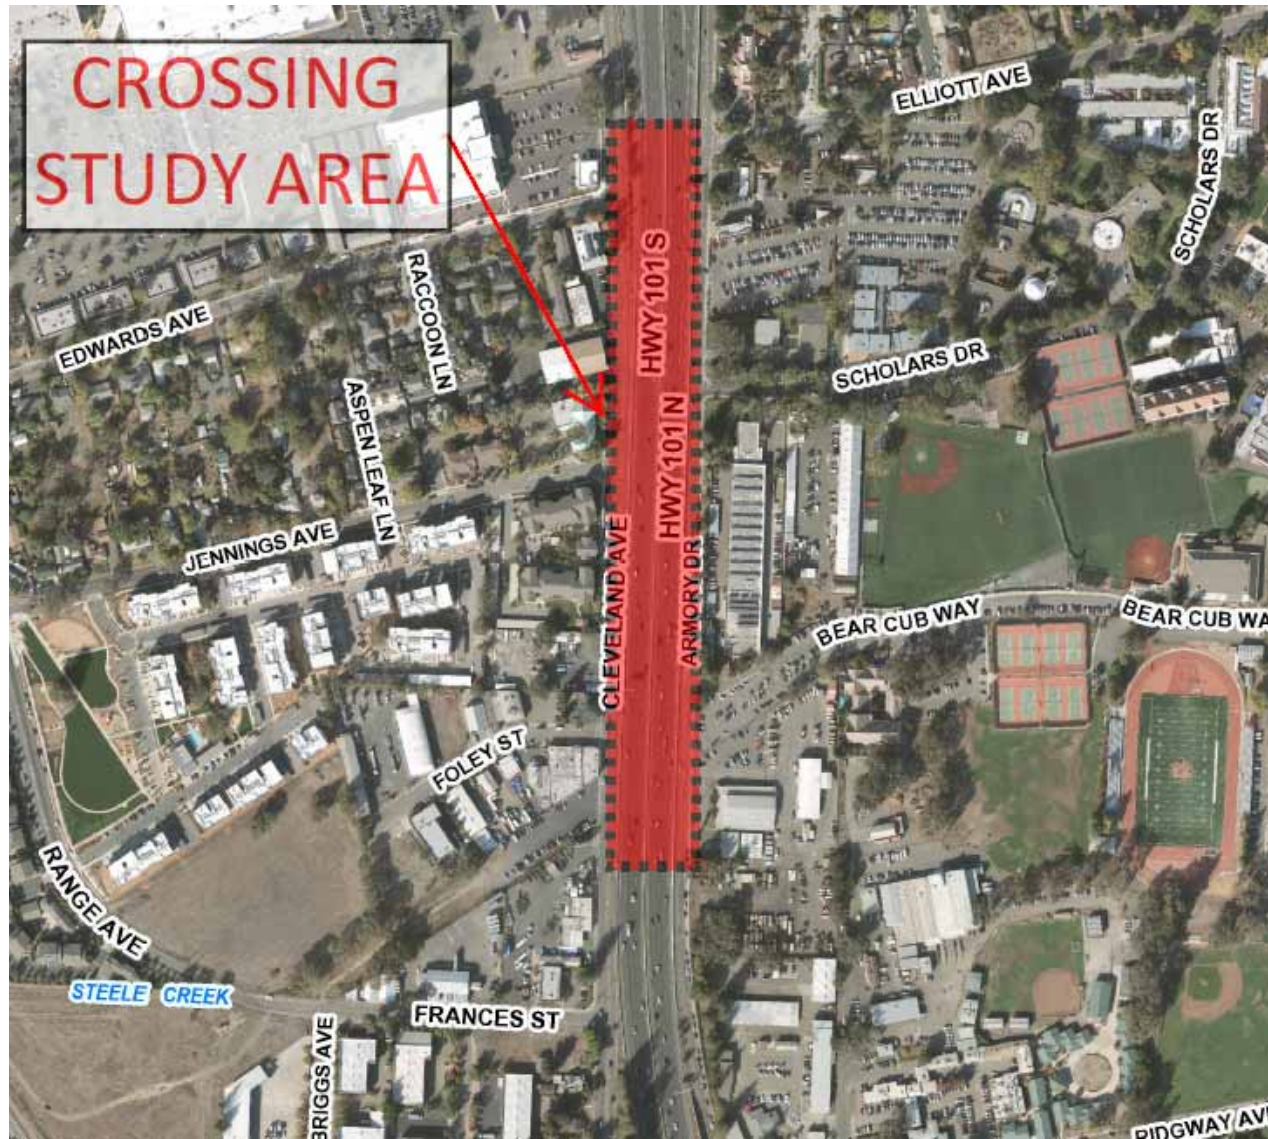 CROSSING
STUDY AREA
ELLIOTT AVE
SCHOLARS DR
HWY 101 S
RACCOON LN
EDWARDS AVE
SCHOLARS DR
ASPEN LEAF LN
HWY 101 N
JENNINGS AVE
CLEVELAND AVE
ARMORY DR
BEAR CUB WAY
BEAR CUB WA
FOLEY ST
RANGE AVE
STEELE CREEK
FRANCES ST
BRIGGS AVE
RIDGWAY AV